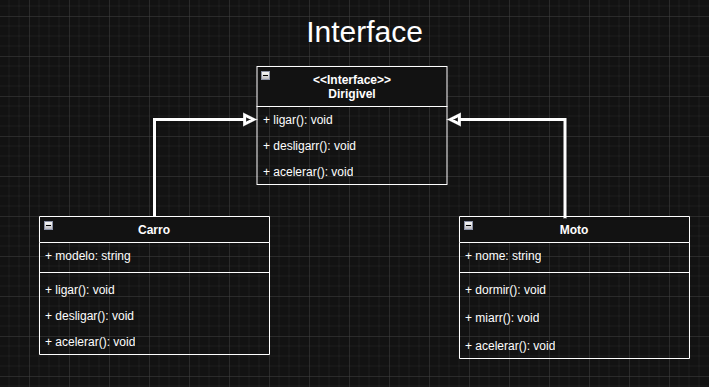 Interface
<<Interface>>
Dirigivel
+ ligar(): void
+ desligarr(): void
+ acelerar(): void
Carro
+ modelo: string
+ ligar(): void
+ desligar(): void
+ acelerar(): void
Moto
+ nome: string
+ dormir(): void
+ miarr(): void
+ acelerar(): void